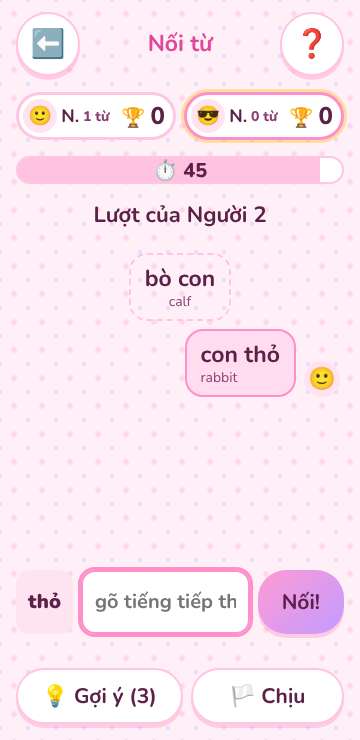 Nối từ
N. 1 từ 0
N. 0 từ 0
45
Lượt của Người 2
bò con
calf
con thỏ
rabbit
thỏ
gõ tiếng tiếp th
Nối!
Gợi ý (3)
Chịu